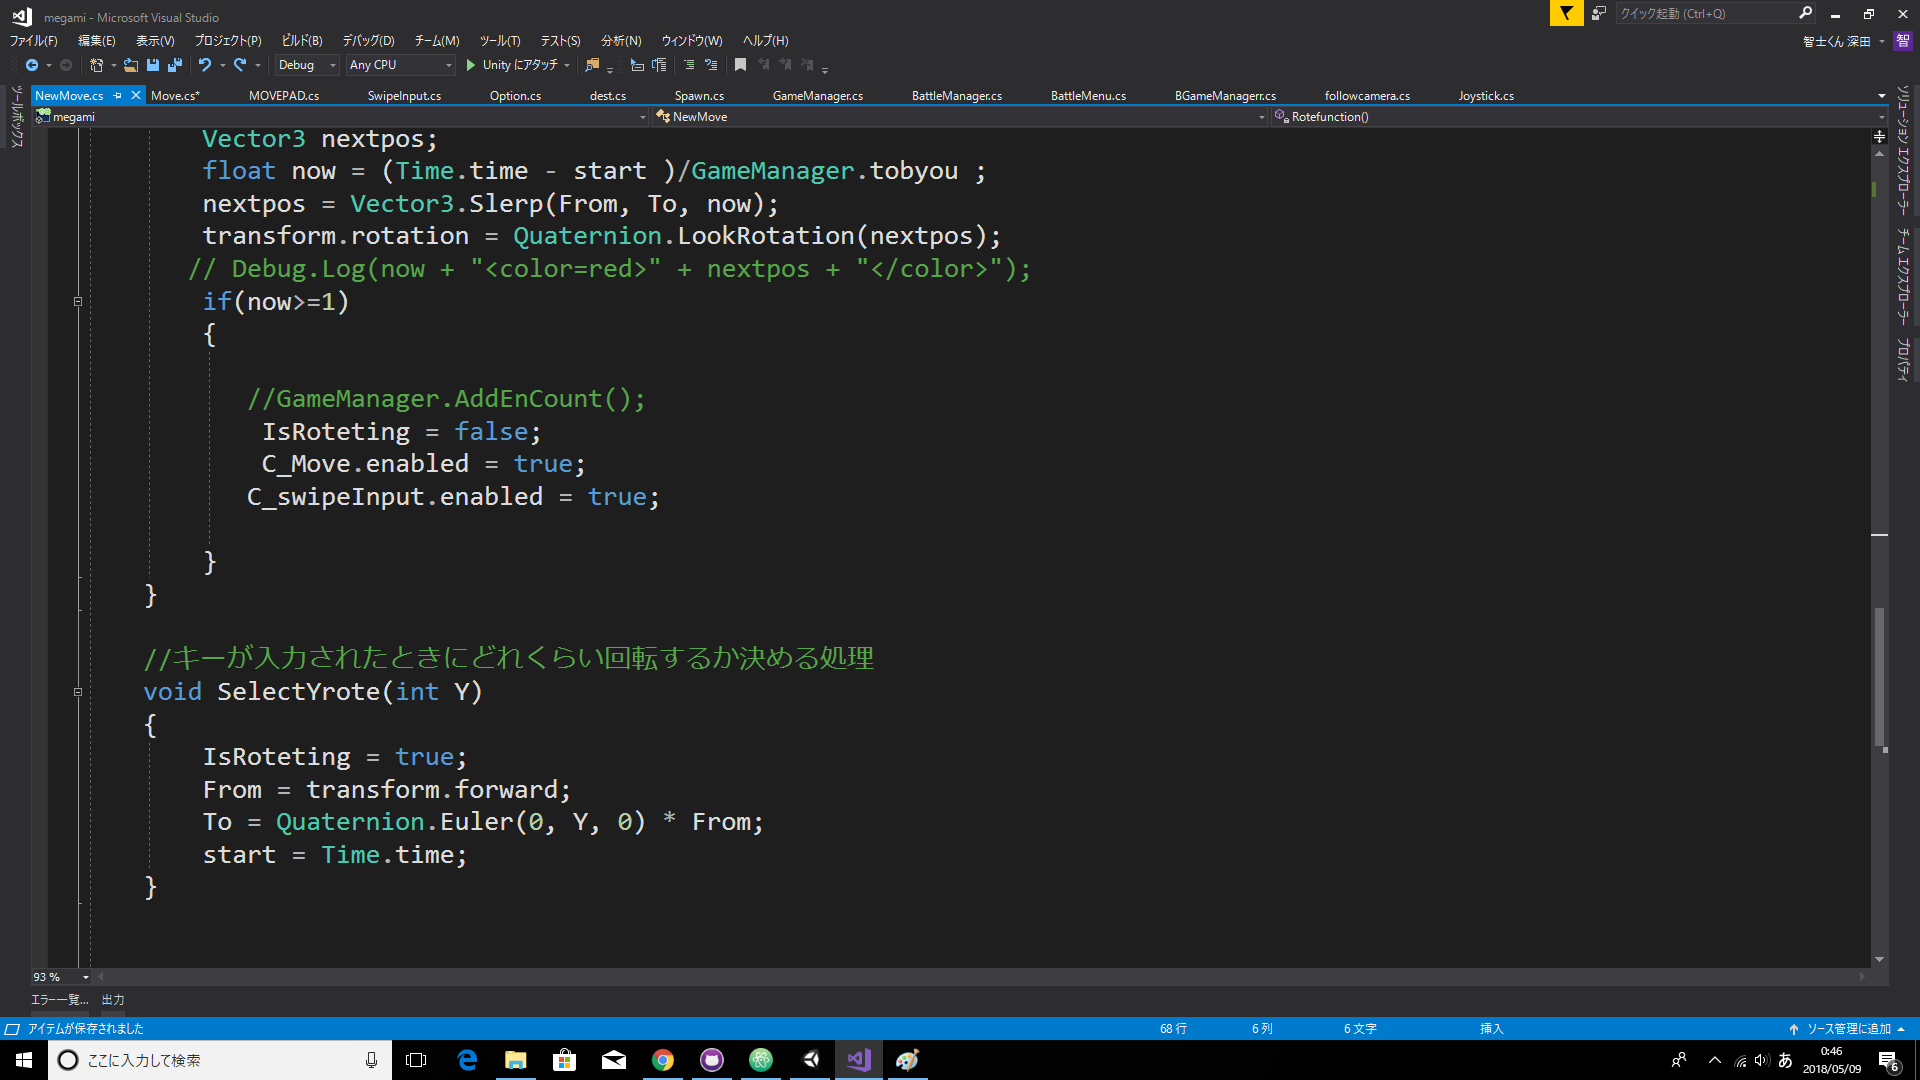 megami - Microsoft Visual Studio
クイック起動 (Ctrl+Q)
ファイル(F) 編集(E) 表示(V) プロジェクト(P) ビルド(B) デバッグ(D) チーム(M) ツール(T) テスト(S) 分析(N) ウィンドウ(W) ヘルプ(H)
智士くん 深田
智
Debug Any CPU Unity にアタッチ
NewMove.cs Move.cs* MOVEPAD.cs SwipeInput.cs Option.cs dest.cs Spawn.cs GameManager.cs BattleManager.cs BattleMenu.cs BGameManagerr.cs followcamera.cs Joystick.cs
megami NewMove Rotefunction()
ツールボックス
ソリューション エクスプローラー
チーム エクスプローラー
プロパティ
Vector3 nextpos;
float now = (Time.time - start )/GameManager.tobyou ;
nextpos = Vector3.Slerp(From, To, now);
transform.rotation = Quaternion.LookRotation(nextpos);
// Debug.Log(now + "<color=red>" + nextpos + "</color>");
if(now>=1)
{
//GameManager.AddEnCount();
IsRoteting = false;
C_Move.enabled = true;
C_swipeInput.enabled = true;
}
}
//キーが入力されたときにどれくらい回転するか決める処理
void SelectYrote(int Y)
{
IsRoteting = true;
From = transform.forward;
To = Quaternion.Euler(0, Y, 0) * From;
start = Time.time;
}
93 %
エラー一覧... 出力
アイテムが保存されました 68 行 6 列 6 文字 挿入 ソース管理に追加
ここに入力して検索
あ
0:46
2018/05/09
6